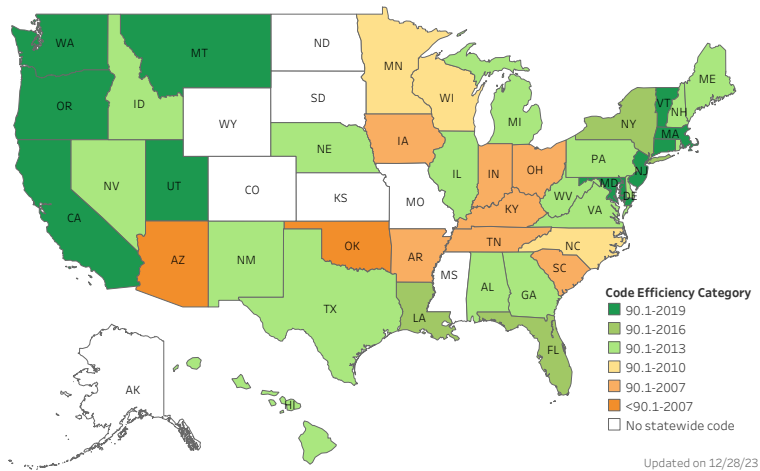 WA
MT
ND
MN
ME
SD
WI
OR
ID
VT
NH
WY
MI
NY
MA
IA
NE
PA
NJ
NV
UT
IL
IN
OH
MD
DE
CO
KS
MO
WV
VA
CA
KY
OK
TN
NC
AZ
NM
AR
SC
MS
AL
GA
TX
LA
FL
AK
HI
Code Efficiency Category
90.1-2019
90.1-2016
90.1-2013
90.1-2010
90.1-2007
<90.1-2007
No statewide code
Updated on 12/28/23